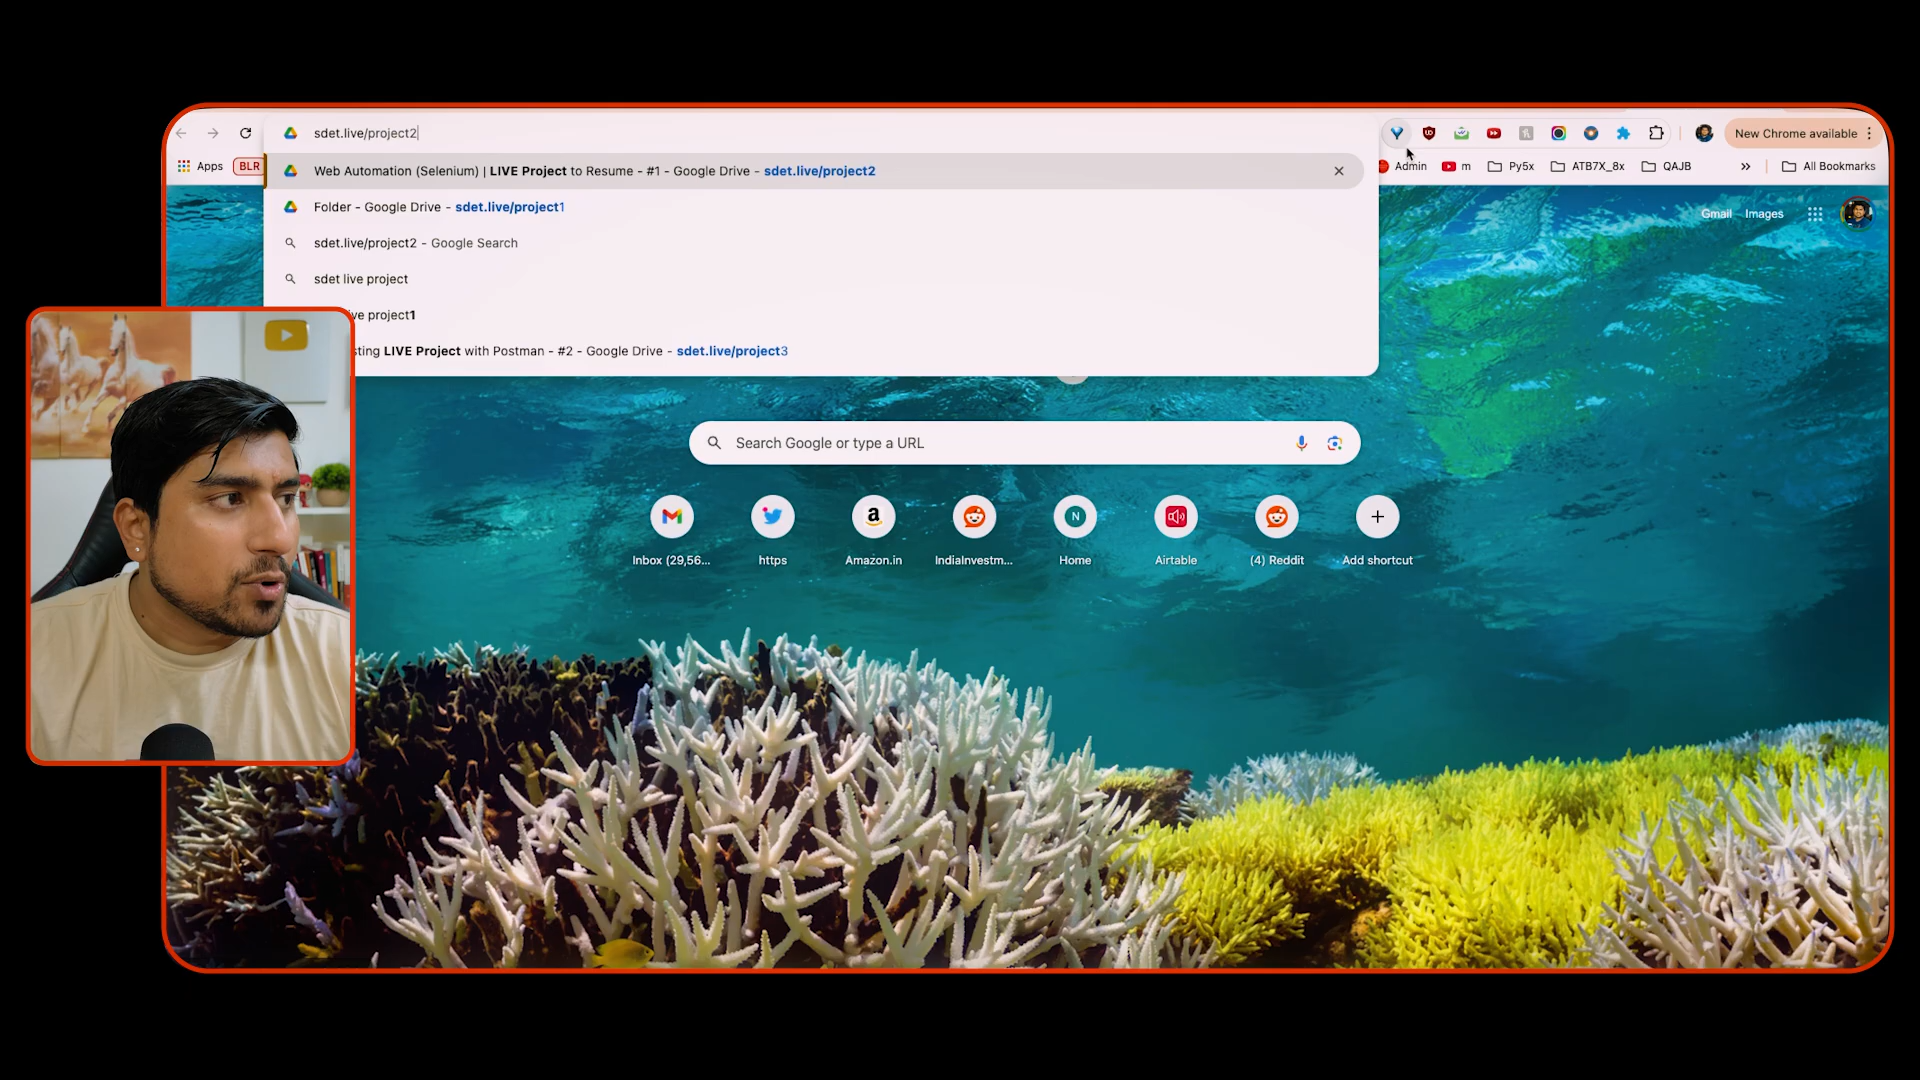 sdet.live/project2
New Chrome available
Apps
BLR
Web Automation (Selenium) | LIVE Project to Resume - #1 - Google Drive - sdet.live/project2
Admin
m
Py5x
ATB7X_8x
QAJB
All Bookmarks
Folder - Google Drive - sdet.live/project1
Gmail
Images
sdet.live/project2 - Google Search
sdet live project
ve project1
sting LIVE Project with Postman - #2 - Google Drive - sdet.live/project3
Search Google or type a URL
Inbox (29,56...
https
Amazon.in
IndiaInvestm...
Home
Airtable
(4) Reddit
Add shortcut